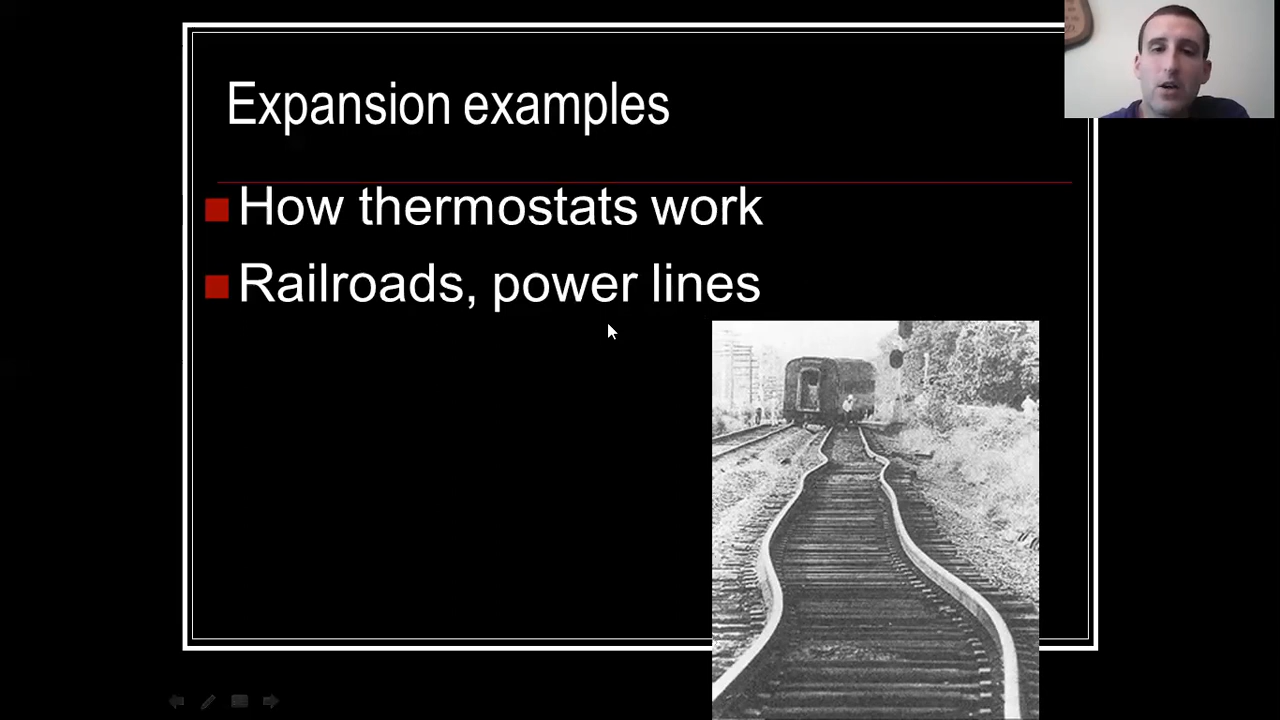 Expansion examples
How thermostats work
Railroads, power lines